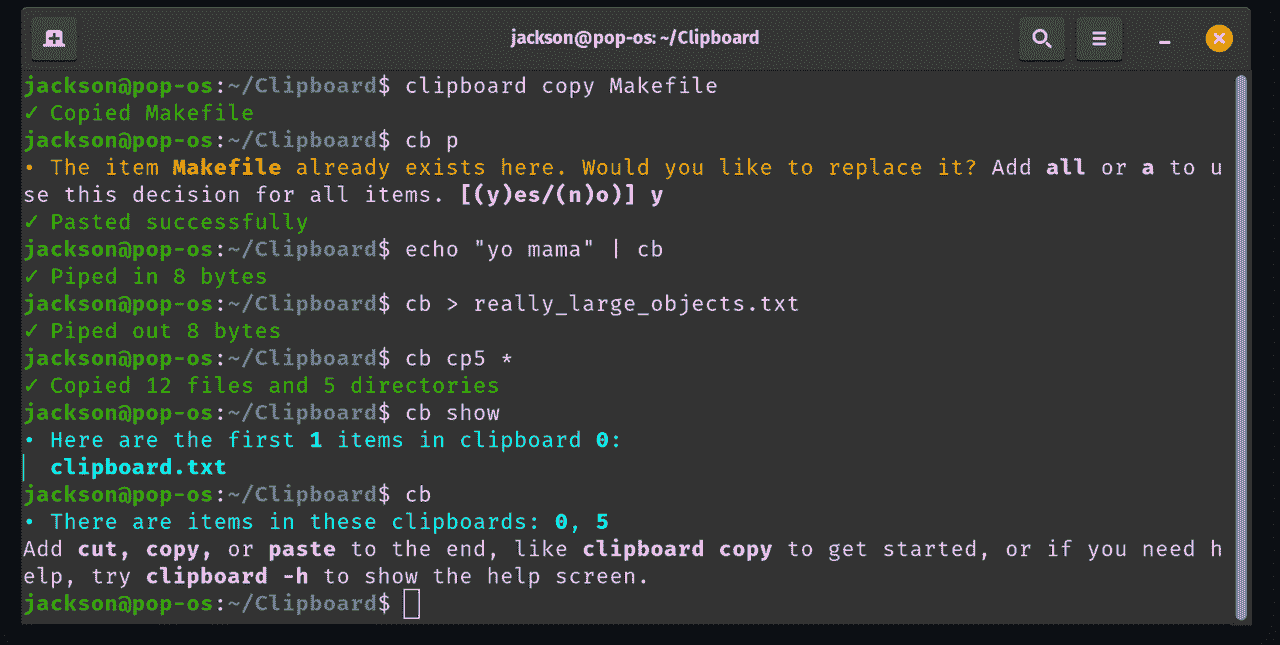 jackson@pop-os: ~/Clipboard
jackson@pop-os:~/Clipboard$ clipboard copy Makefile
✓ Copied Makefile
jackson@pop-os:~/Clipboard$ cb p
• The item Makefile already exists here. Would you like to replace it? Add all or a to u
se this decision for all items. [(y)es/(n)o)] y
✓ Pasted successfully
jackson@pop-os:~/Clipboard$ echo "yo mama" | cb
✓ Piped in 8 bytes
jackson@pop-os:~/Clipboard$ cb > really_large_objects.txt
✓ Piped out 8 bytes
jackson@pop-os:~/Clipboard$ cb cp5 *
✓ Copied 12 files and 5 directories
jackson@pop-os:~/Clipboard$ cb show
• Here are the first 1 items in clipboard 0:
▏ clipboard.txt
jackson@pop-os:~/Clipboard$ cb
• There are items in these clipboards: 0, 5
Add cut, copy, or paste to the end, like clipboard copy to get started, or if you need h
elp, try clipboard -h to show the help screen.
jackson@pop-os:~/Clipboard$